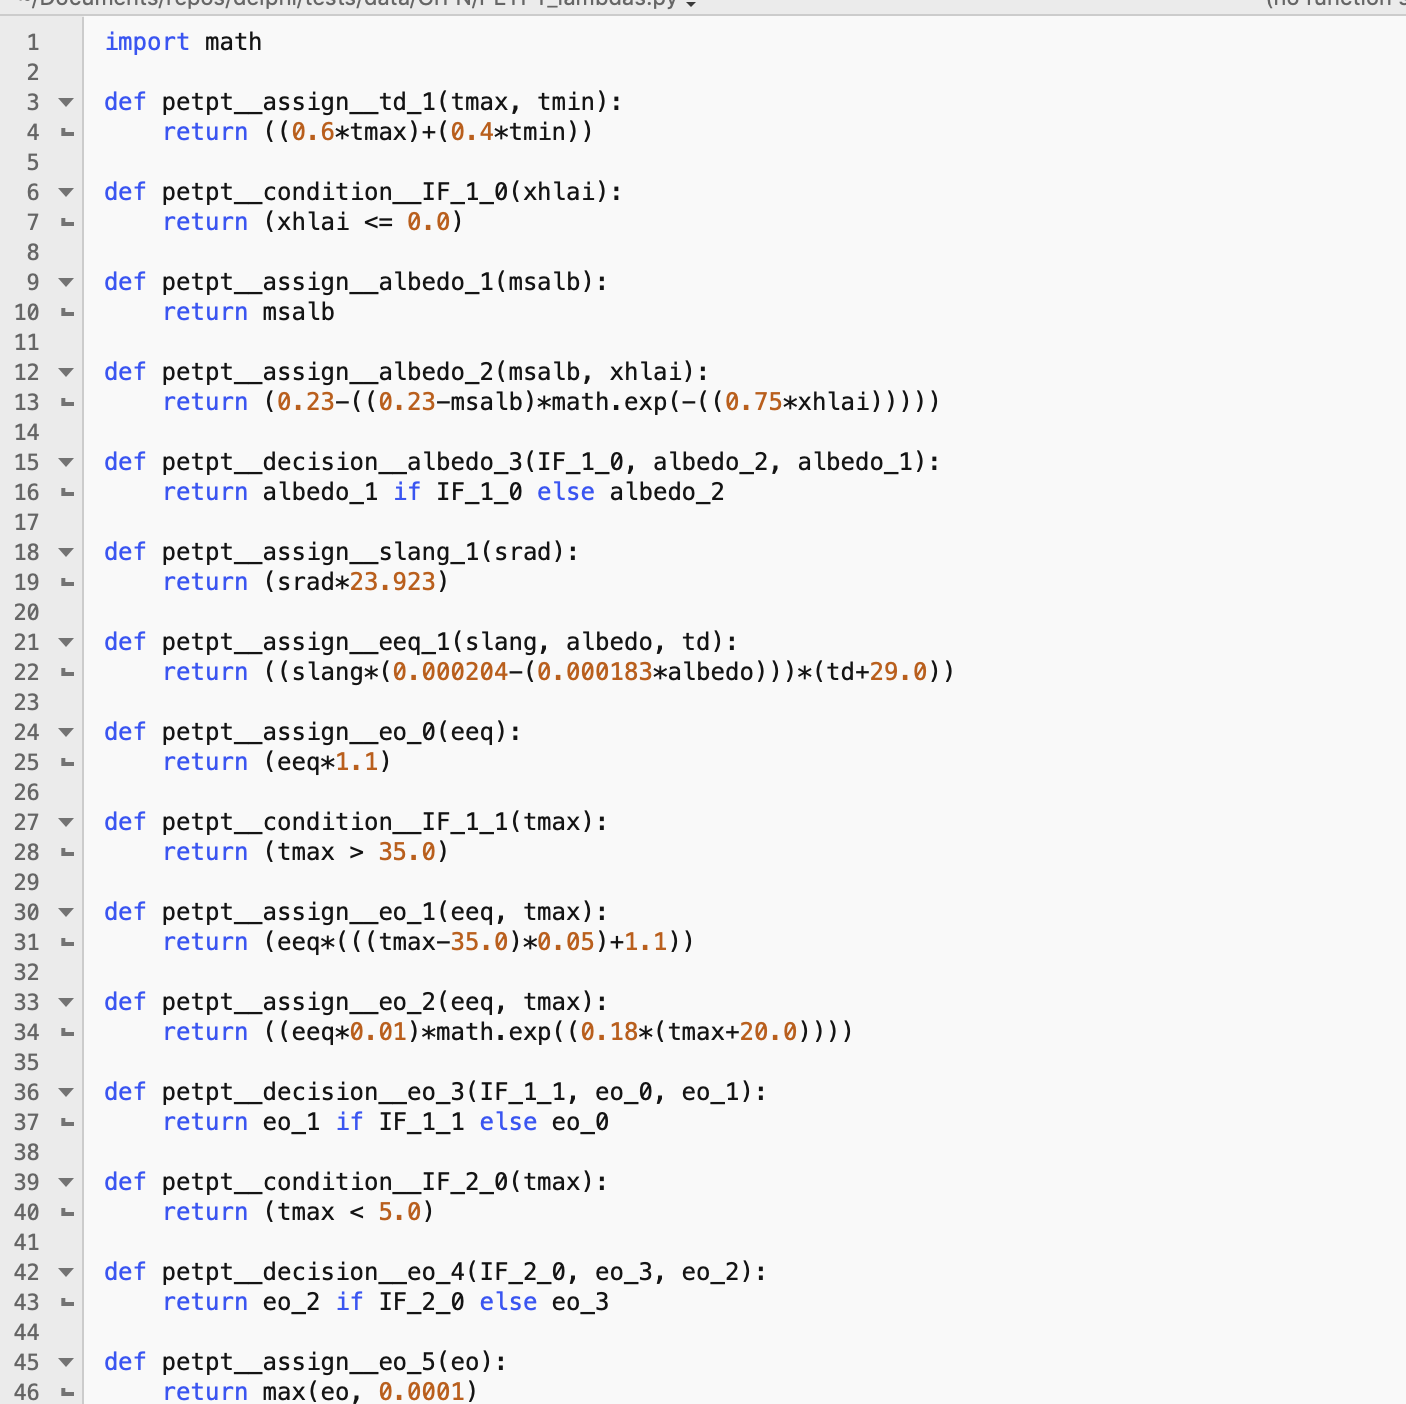 ~/Documents/repos/delphi/tests/data/GrFN/PETPT_lambdas.py
(no function s
1 import math
2
3 def petpt__assign__td_1(tmax, tmin):
4     return ((0.6*tmax)+(0.4*tmin))
5
6 def petpt__condition__IF_1_0(xhlai):
7     return (xhlai <= 0.0)
8
9 def petpt__assign__albedo_1(msalb):
10     return msalb
11
12 def petpt__assign__albedo_2(msalb, xhlai):
13     return (0.23-((0.23-msalb)*math.exp(-((0.75*xhlai)))))
14
15 def petpt__decision__albedo_3(IF_1_0, albedo_2, albedo_1):
16     return albedo_1 if IF_1_0 else albedo_2
17
18 def petpt__assign__slang_1(srad):
19     return (srad*23.923)
20
21 def petpt__assign__eeq_1(slang, albedo, td):
22     return ((slang*(0.000204-(0.000183*albedo)))*(td+29.0))
23
24 def petpt__assign__eo_0(eeq):
25     return (eeq*1.1)
26
27 def petpt__condition__IF_1_1(tmax):
28     return (tmax > 35.0)
29
30 def petpt__assign__eo_1(eeq, tmax):
31     return (eeq*(((tmax-35.0)*0.05)+1.1))
32
33 def petpt__assign__eo_2(eeq, tmax):
34     return ((eeq*0.01)*math.exp((0.18*(tmax+20.0))))
35
36 def petpt__decision__eo_3(IF_1_1, eo_0, eo_1):
37     return eo_1 if IF_1_1 else eo_0
38
39 def petpt__condition__IF_2_0(tmax):
40     return (tmax < 5.0)
41
42 def petpt__decision__eo_4(IF_2_0, eo_3, eo_2):
43     return eo_2 if IF_2_0 else eo_3
44
45 def petpt__assign__eo_5(eo):
46     return max(eo, 0.0001)